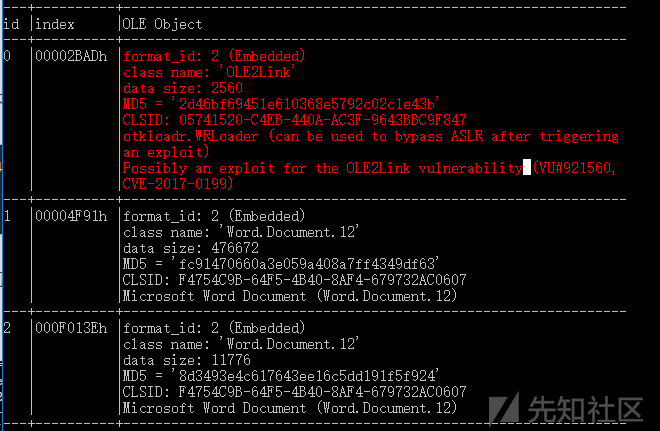 id |index |OLE Object
0 |00002BADh |format_id: 2 (Embedded)
class name: 'OLE2Link'
data size: 2560
MD5 = '2d46bf69451e610368e5792c02c1e43b'
CLSID: 05741520-C4EB-440A-AC3F-9643BBC9F847
otkloadr.WRLoader (can be used to bypass ASLR after triggering
an exploit)
Possibly an exploit for the OLE2Link vulnerability (VU#921560,
CVE-2017-0199)
1 |00004F91h |format_id: 2 (Embedded)
class name: 'Word.Document.12'
data size: 476672
MD5 = 'fc91470660a3e059a408a7ff4349df63'
CLSID: F4754C9B-64F5-4B40-8AF4-679732AC0607
Microsoft Word Document (Word.Document.12)
2 |000F013Eh |format_id: 2 (Embedded)
class name: 'Word.Document.12'
data size: 11776
MD5 = '8d3493e4c617643ee16c5dd191f5f924'
CLSID: F4754C9B-64F5-4B40-8AF4-679732AC0607
Microsoft Word Document (Word.Document.12)
先知社区